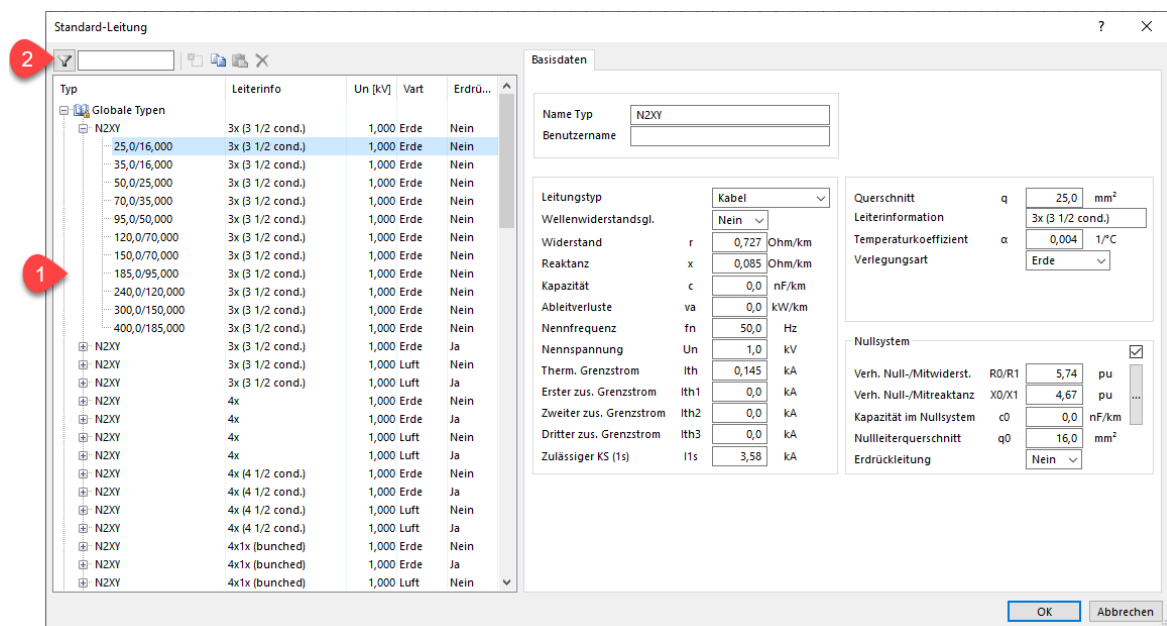 Standard-Leitung ? ×
2
Basisdaten
Typ Leiterinfo Un [kV] Vart Erdrü...
Globale Typen
N2XY 3x (3 1/2 cond.) 1,000 Erde Nein
25,0/16,000 3x (3 1/2 cond.) 1,000 Erde Nein
35,0/16,000 3x (3 1/2 cond.) 1,000 Erde Nein
50,0/25,000 3x (3 1/2 cond.) 1,000 Erde Nein
70,0/35,000 3x (3 1/2 cond.) 1,000 Erde Nein
95,0/50,000 3x (3 1/2 cond.) 1,000 Erde Nein
120,0/70,000 3x (3 1/2 cond.) 1,000 Erde Nein
150,0/70,000 3x (3 1/2 cond.) 1,000 Erde Nein
1
185,0/95,000 3x (3 1/2 cond.) 1,000 Erde Nein
240,0/120,000 3x (3 1/2 cond.) 1,000 Erde Nein
300,0/150,000 3x (3 1/2 cond.) 1,000 Erde Nein
400,0/185,000 3x (3 1/2 cond.) 1,000 Erde Nein
N2XY 3x (3 1/2 cond.) 1,000 Erde Ja
N2XY 3x (3 1/2 cond.) 1,000 Luft Nein
N2XY 3x (3 1/2 cond.) 1,000 Luft Ja
N2XY 4x 1,000 Erde Nein
N2XY 4x 1,000 Erde Ja
N2XY 4x 1,000 Luft Nein
N2XY 4x 1,000 Luft Ja
N2XY 4x (4 1/2 cond.) 1,000 Erde Nein
N2XY 4x (4 1/2 cond.) 1,000 Erde Ja
N2XY 4x (4 1/2 cond.) 1,000 Luft Nein
N2XY 4x (4 1/2 cond.) 1,000 Luft Ja
N2XY 4x1x (bunched) 1,000 Erde Nein
N2XY 4x1x (bunched) 1,000 Erde Ja
N2XY 4x1x (bunched) 1,000 Luft Nein
Name Typ N2XY
Benutzername
Leitungstyp Kabel
Wellenwiderstandsgl. Nein
Widerstand r 0,727 Ohm/km
Reaktanz x 0,085 Ohm/km
Kapazität c 0,0 nF/km
Ableitverluste va 0,0 kW/km
Nennfrequenz fn 50,0 Hz
Nennspannung Un 1,0 kV
Therm. Grenzstrom Ith 0,145 kA
Erster zus. Grenzstrom Ith1 0,0 kA
Zweiter zus. Grenzstrom Ith2 0,0 kA
Dritter zus. Grenzstrom Ith3 0,0 kA
Zulässiger KS (1s) I1s 3,58 kA
Querschnitt q 25,0 mm²
Leiterinformation 3x (3 1/2 cond.)
Temperaturkoeffizient α 0,004 1/°C
Verlegungsart Erde
Nullsystem
Verh. Null-/Mitwiderst. R0/R1 5,74 pu
Verh. Null-/Mitreaktanz X0/X1 4,67 pu ...
Kapazität im Nullsystem c0 0,0 nF/km
Nullleiterquerschnitt q0 16,0 mm²
Erdrückleitung Nein
OK Abbrechen